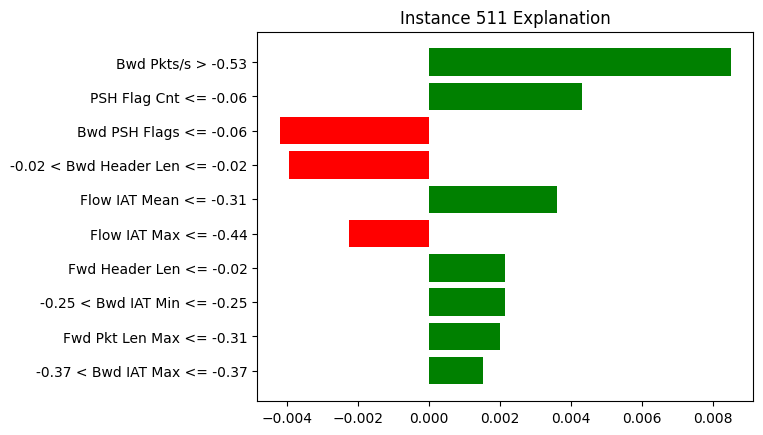 Instance 511 Explanation
Bwd Pkts/s > -0.53
PSH Flag Cnt <= -0.06
Bwd PSH Flags <= -0.06
-0.02 < Bwd Header Len <= -0.02
Flow IAT Mean <= -0.31
Flow IAT Max <= -0.44
Fwd Header Len <= -0.02
-0.25 < Bwd IAT Min <= -0.25
Fwd Pkt Len Max <= -0.31
-0.37 < Bwd IAT Max <= -0.37
−0.004 −0.002 0.000 0.002 0.004 0.006 0.008